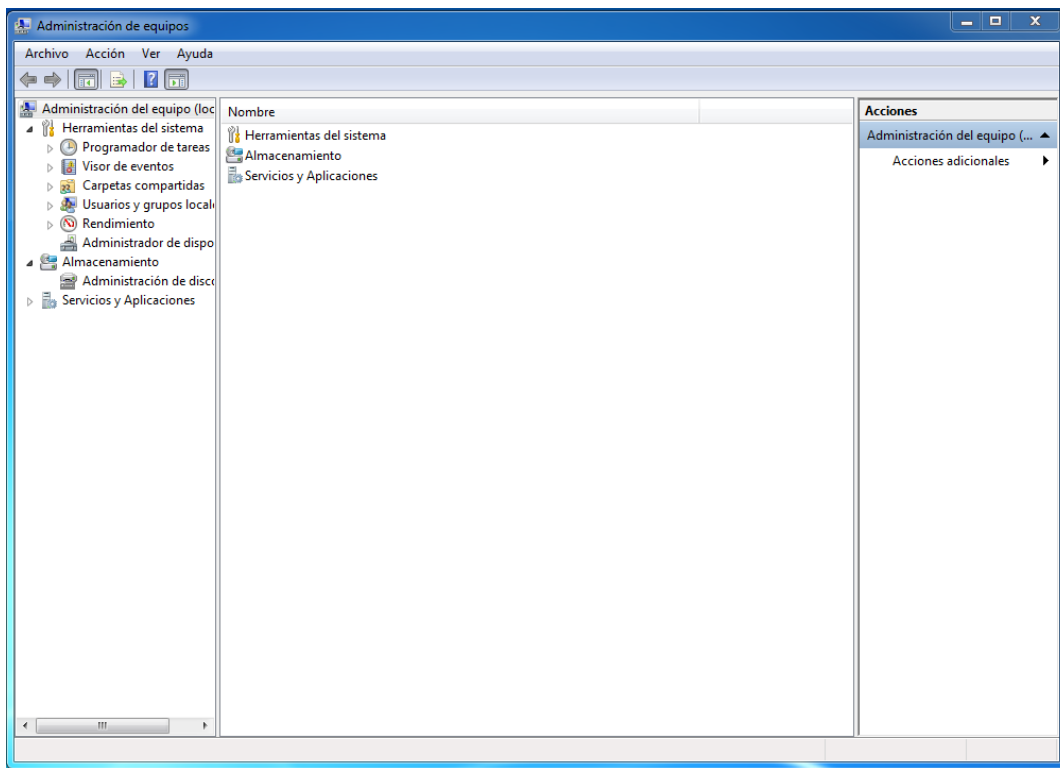 Administración de equipos
Archivo Acción Ver Ayuda
Administración del equipo (loc
Herramientas del sistema
Programador de tareas
Visor de eventos
Carpetas compartidas
Usuarios y grupos local
Rendimiento
Administrador de dispo
Almacenamiento
Administración de disc
Servicios y Aplicaciones
Nombre
Herramientas del sistema
Almacenamiento
Servicios y Aplicaciones
Acciones
Administración del equipo (...
Acciones adicionales